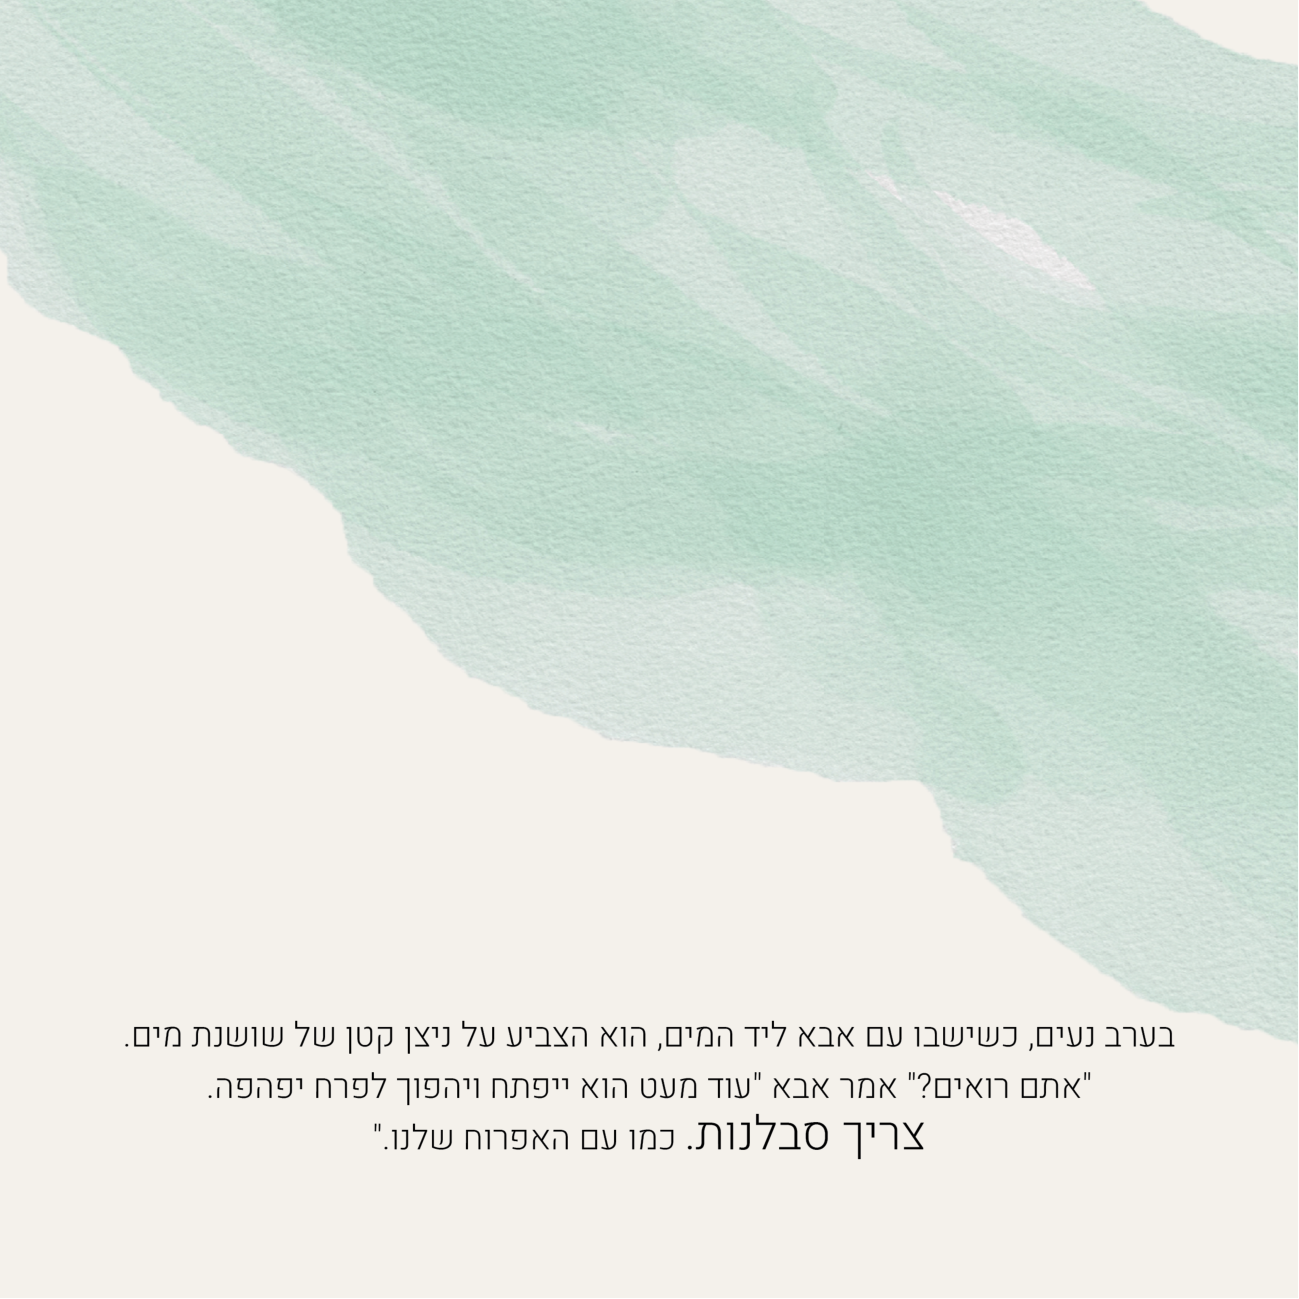 בערב נעים, כשישבו עם אבא ליד המים, הוא הצביע על ניצן קטן של שושנת מים.
"אתם רואים?" אמר אבא "עוד מעט הוא ייפתח ויהפוך לפרח יפהפה.
צריך סבלנות. כמו עם האפרוח שלנו."